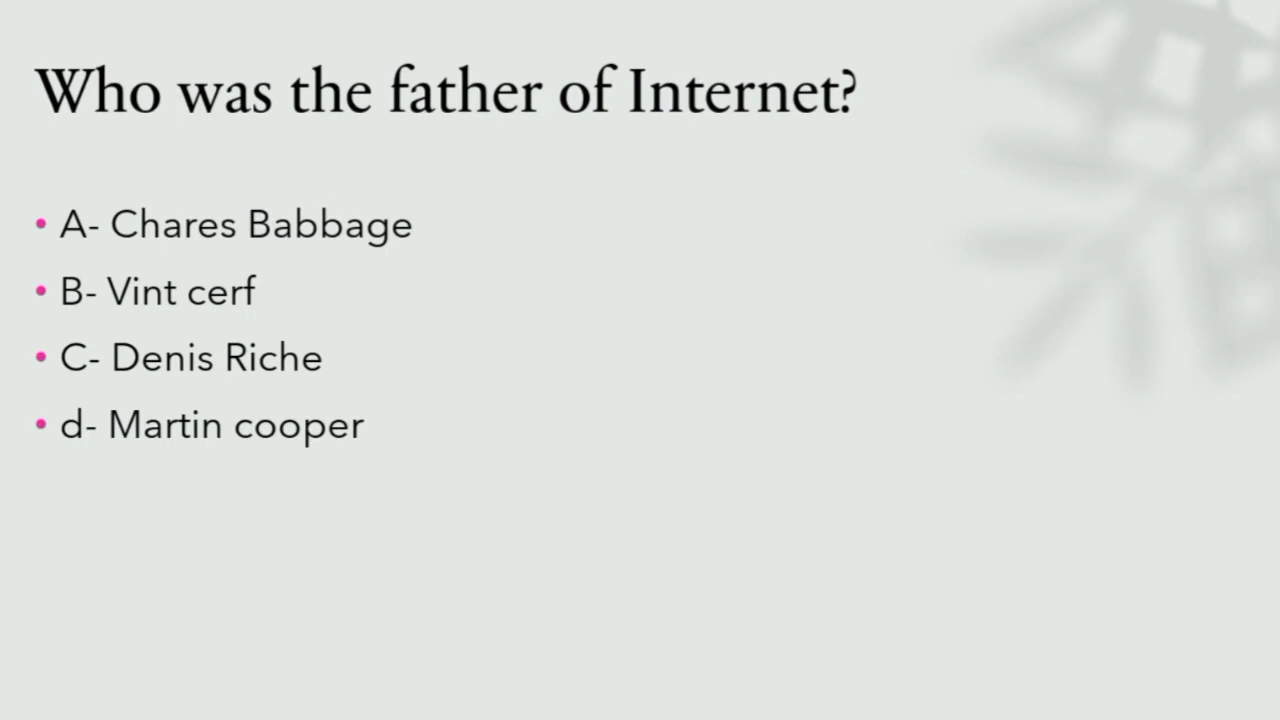 Who was the father of Internet?
• A- Chares Babbage
• B- Vint cerf
• C- Denis Riche
• d- Martin cooper